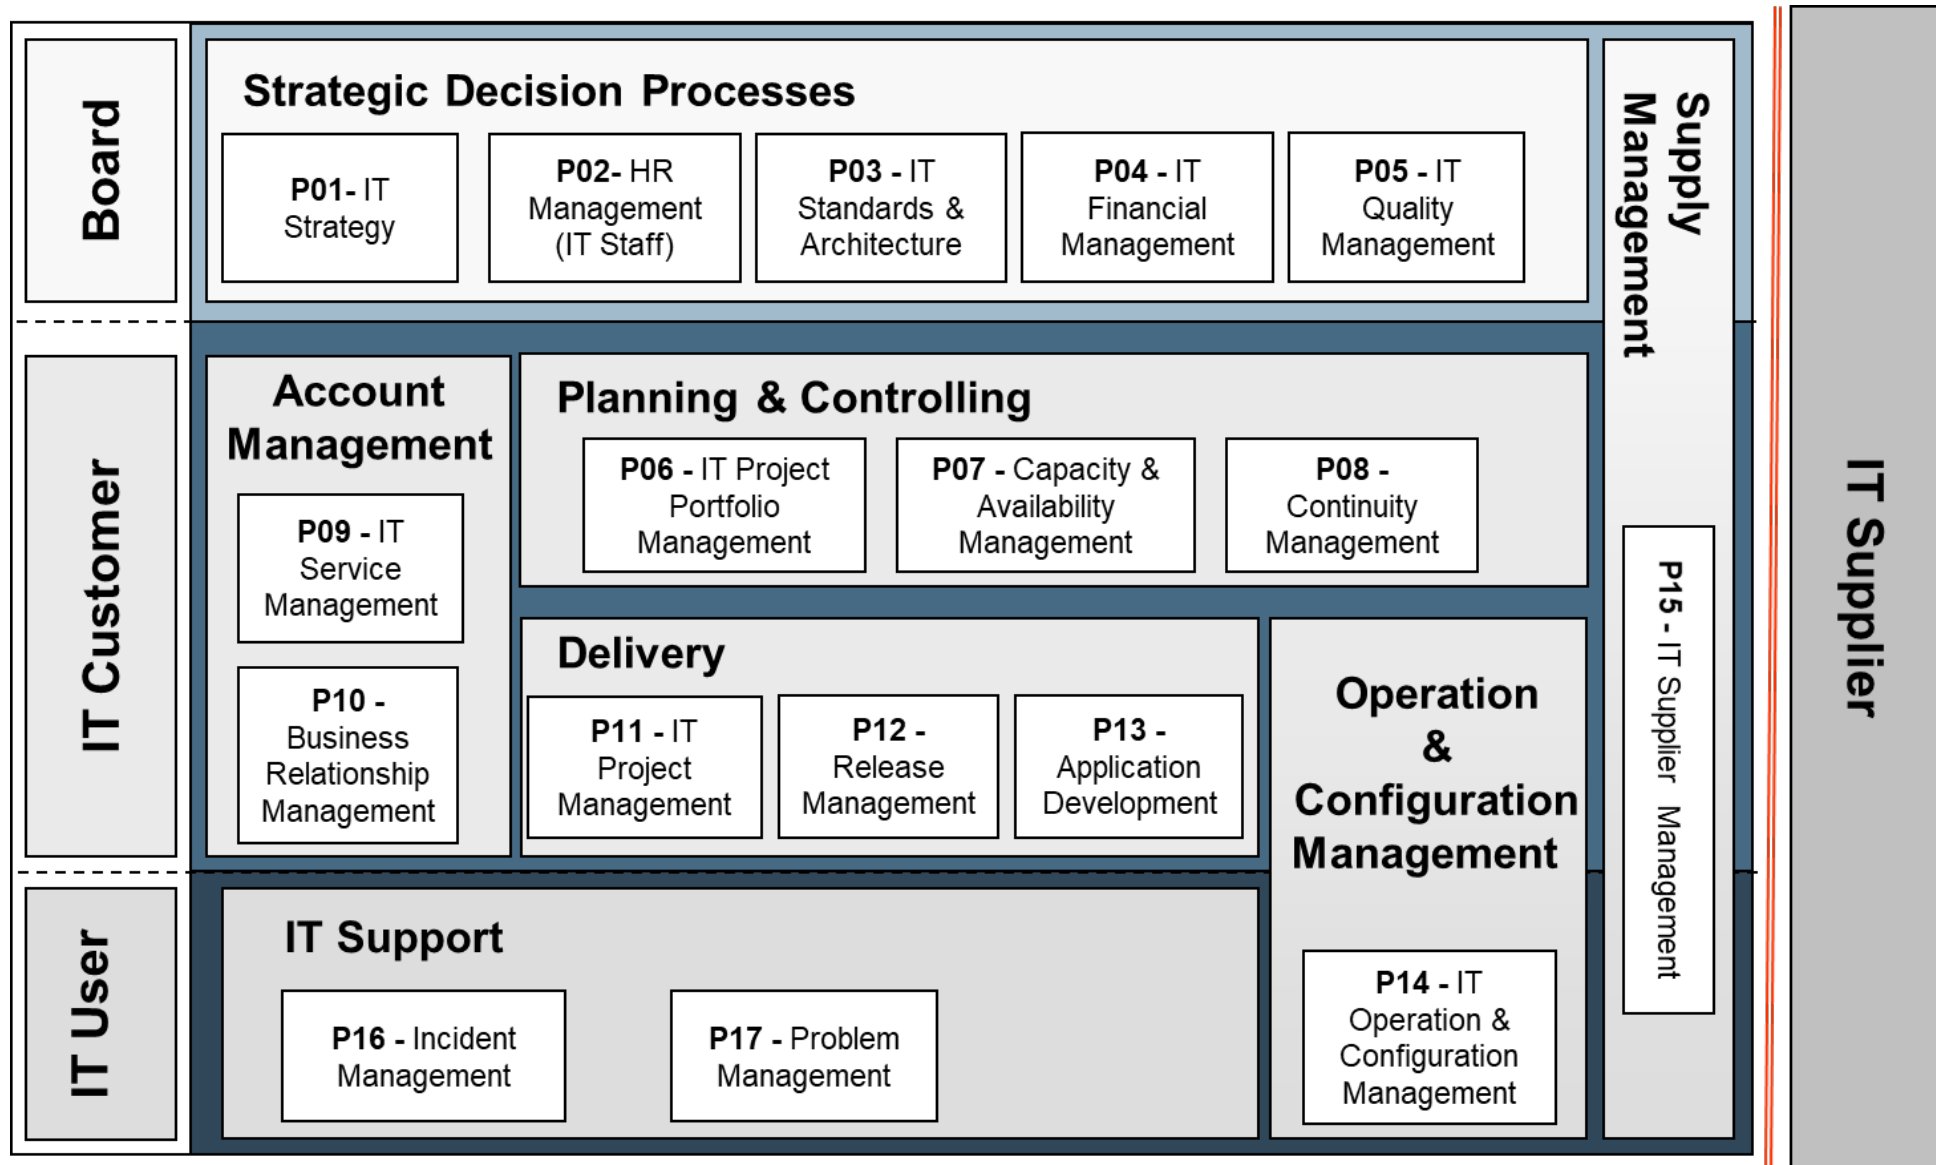 Board
Strategic Decision Processes
P01- IT
Strategy
P02- HR
Management
(IT Staff)
P03 - IT
Standards &
Architecture
P04 - IT
Financial
Management
P05 - IT
Quality
Management
Supply
Management
IT Customer
Account
Management
P09 - IT
Service
Management
P10 -
Business
Relationship
Management
Planning & Controlling
P06 - IT Project
Portfolio
Management
P07 - Capacity &
Availability
Management
P08 -
Continuity
Management
Delivery
P11 - IT
Project
Management
P12 -
Release
Management
P13 -
Application
Development
Operation
&
Configuration
Management
P14 - IT
Operation &
Configuration
Management
P15 - IT Supplier Management
IT User
IT Support
P16 - Incident
Management
P17 - Problem
Management
IT Supplier